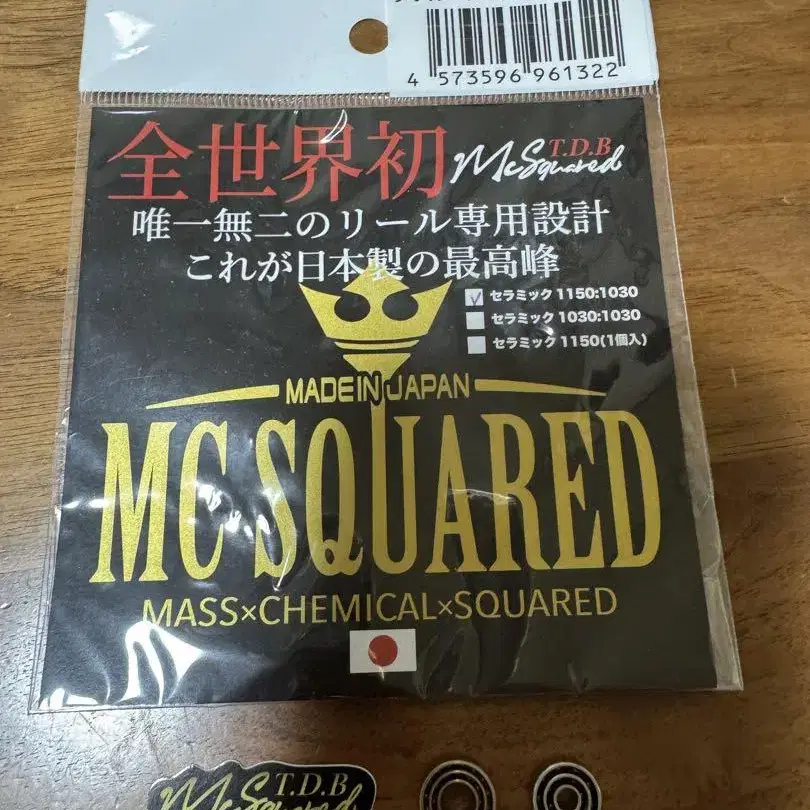 4 573596 961322
全世界初 McSquared T.D.B
唯一無二のリール専用設計
これが日本製の最高峰
セラミック 1150:1030
セラミック 1030:1030
セラミック 1150(1個入)
MADE IN JAPAN
MC SQUARED
MASS×CHEMICAL×SQUARED
T.D.B
McSquared